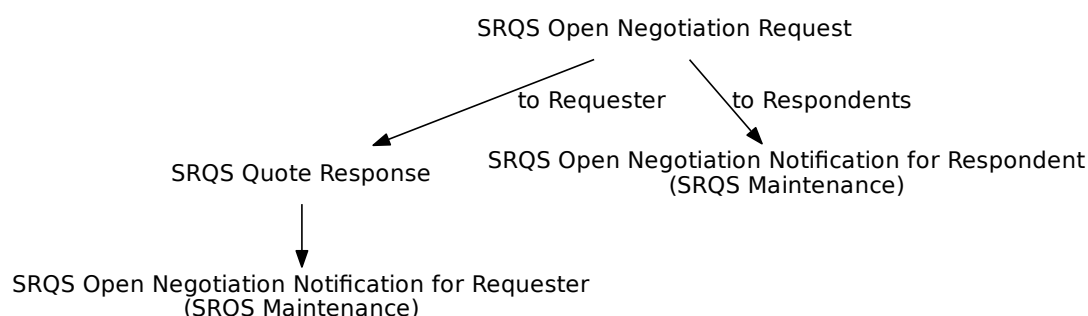 SRQS Open Negotiation Request
to Requester
to Respondents
SRQS Quote Response
SRQS Open Negotiation Notification for Respondent
(SRQS Maintenance)
SRQS Open Negotiation Notification for Requester
(SRQS Maintenance)